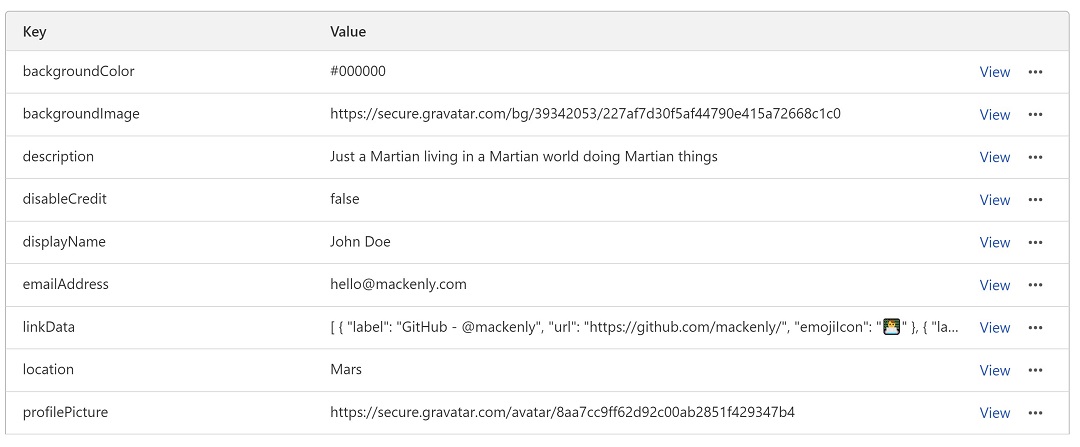 Key Value
backgroundColor #000000 View •••
backgroundImage https://secure.gravatar.com/bg/39342053/227af7d30f5af44790e415a72668c1c0 View •••
description Just a Martian living in a Martian world doing Martian things View •••
disableCredit false View •••
displayName John Doe View •••
emailAddress hello@mackenly.com View •••
linkData [ { "label": "GitHub - @mackenly", "url": "https://github.com/mackenly/", "emojiIcon": "👨‍💻" }, { "la... View •••
location Mars View •••
profilePicture https://secure.gravatar.com/avatar/8aa7cc9ff62d92c00ab2851f429347b4 View •••